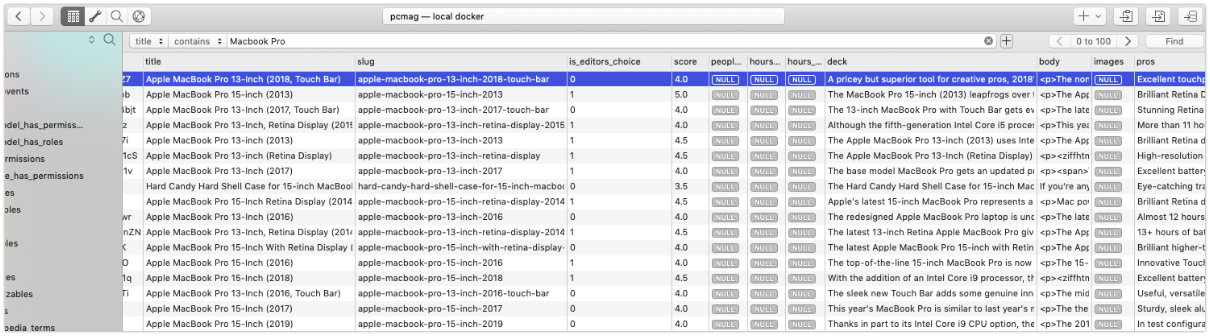 pcmag — local docker
title contains Macbook Pro 0 to 100 Find
title slug is_editors_choice score peopl... hours... hours_... deck body images pros
Z7 Apple MacBook Pro 13-Inch (2018, Touch Bar) apple-macbook-pro-13-inch-2018-touch-bar 0 4.0 NULL NULL NULL A pricey but superior tool for creative pros, 2018' <p>The nor NULL Excellent touchp
Apple MacBook Pro 15-inch (2013) apple-macbook-pro-15-inch-2013 1 5.0 NULL NULL NULL The MacBook Pro 15-inch (2013) leapfrogs over t <p>The App NULL Brilliant Retina D
4bjt Apple MacBook Pro 13-Inch (2017, Touch Bar) apple-macbook-pro-13-inch-2017-touch-bar 0 4.0 NULL NULL NULL The 13-inch MacBook Pro with Touch Bar gets ev <p>The late NULL Stunning Retina
z Apple MacBook Pro 13-Inch, Retina Display (2015 apple-macbook-pro-13-inch-retina-display-2015 1 4.0 NULL NULL NULL Although the fifth-generation Intel Core i5 proces <p>This yea NULL More than 11 ho
7i Apple MacBook Pro 13-inch (2013) apple-macbook-pro-13-inch-2013 1 4.5 NULL NULL NULL The Apple MacBook Pro 13-inch (2013) uses Inte <p>The App NULL Brilliant Retina d
1cS Apple MacBook Pro 13-inch (Retina Display) apple-macbook-pro-13-inch-retina-display 1 4.5 NULL NULL NULL The Apple MacBook Pro 13-inch (Retina Display) <p><ziffhtn NULL High-resolution
1v Apple MacBook Pro 13-Inch (2017) apple-macbook-pro-13-inch-2017 1 4.0 NULL NULL NULL The base model MacBook Pro gets an updated pr <p><span> NULL Excellent battery
Hard Candy Hard Shell Case for 15-inch MacBool hard-candy-hard-shell-case-for-15-inch-macboo 0 3.5 NULL NULL NULL The Hard Candy Hard Shell Case for 15-inch Mac If you're any NULL Eye-catching tra
Apple MacBook Pro 15-Inch Retina Display (2014 apple-macbook-pro-15-inch-retina-display-2014 1 4.5 NULL NULL NULL Apple's latest 15-inch MacBook Pro represents a <p>Mac pow NULL Brilliant Retina d
wr Apple MacBook Pro 13-Inch (2016) apple-macbook-pro-13-inch-2016 0 4.0 NULL NULL NULL The redesigned Apple MacBook Pro laptop is unc <p>The late NULL Almost 12 hours
nZN Apple MacBook Pro 13-Inch, Retina Display (2014 apple-macbook-pro-13-inch-retina-display-2014 1 4.5 NULL NULL NULL The latest 13-inch Retina Apple MacBook Pro giv <p>The late NULL 13+ hours of bat
K Apple MacBook Pro 15-Inch With Retina Display ( apple-macbook-pro-15-inch-with-retina-display- 0 4.0 NULL NULL NULL The latest Apple MacBook Pro 15-inch with Retin <p>The App NULL Brilliant higher-t
O Apple MacBook Pro 15-Inch (2016) apple-macbook-pro-15-inch-2016 1 4.0 NULL NULL NULL The top-of-the-line 15-inch MacBook Pro is now <p>The 15- NULL Innovative Touch
1q Apple MacBook Pro 15-Inch (2018) apple-macbook-pro-15-inch-2018 1 4.5 NULL NULL NULL With the addition of an Intel Core i9 processor, th <p><ziffhtn NULL Excellent battery
Ti Apple MacBook Pro 13-Inch (2016, Touch Bar) apple-macbook-pro-13-inch-2016-touch-bar 0 4.0 NULL NULL NULL The sleek new Touch Bar adds some genuine inn <p>The mid NULL Useful, versatile
Apple MacBook Pro 15-Inch (2017) apple-macbook-pro-15-inch-2017 0 4.0 NULL NULL NULL This year's MacBook Pro is similar to last year's r <p>The late NULL Sturdy, stylish de
Apple MacBook Pro 15-Inch (2019) apple-macbook-pro-15-inch-2019 0 4.0 NULL NULL NULL Thanks in part to its Intel Core i9 CPU option, the <p>The 201 NULL In test configura
ons
vents
odel_has_permiss...
odel_has_roles
ermissions
e_has_permissions
es
bles
oles
es
izables
s
pedia_terms